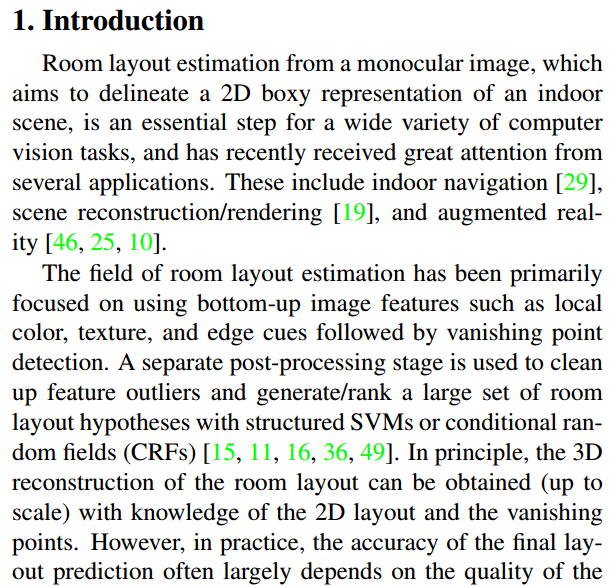 1. Introduction
Room layout estimation from a monocular image, which
aims to delineate a 2D boxy representation of an indoor
scene, is an essential step for a wide variety of computer
vision tasks, and has recently received great attention from
several applications. These include indoor navigation [29],
scene reconstruction/rendering [19], and augmented real-
ity [46, 25, 10].
The field of room layout estimation has been primarily
focused on using bottom-up image features such as local
color, texture, and edge cues followed by vanishing point
detection. A separate post-processing stage is used to clean
up feature outliers and generate/rank a large set of room
layout hypotheses with structured SVMs or conditional ran-
dom fields (CRFs) [15, 11, 16, 36, 49]. In principle, the 3D
reconstruction of the room layout can be obtained (up to
scale) with knowledge of the 2D layout and the vanishing
points. However, in practice, the accuracy of the final lay-
out prediction often largely depends on the quality of the